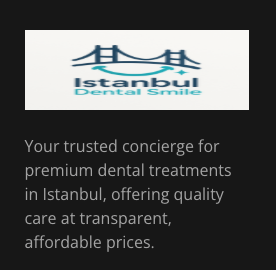 Istanbul
Dental Smile
Your trusted concierge for
premium dental treatments
in Istanbul, offering quality
care at transparent,
affordable prices.